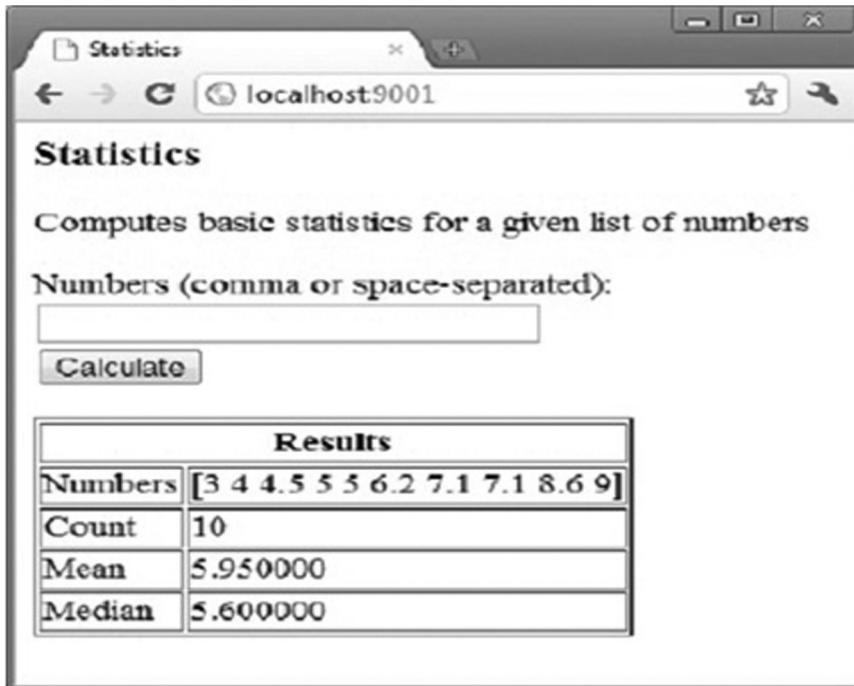 Statistics
localhost:9001
Statistics
Computes basic statistics for a given list of numbers
Numbers (comma or space-separated):
Calculate
Results
Numbers [3 4 4.5 5 5 6.2 7.1 7.1 8.6 9]
Count 10
Mean 5.950000
Median 5.600000